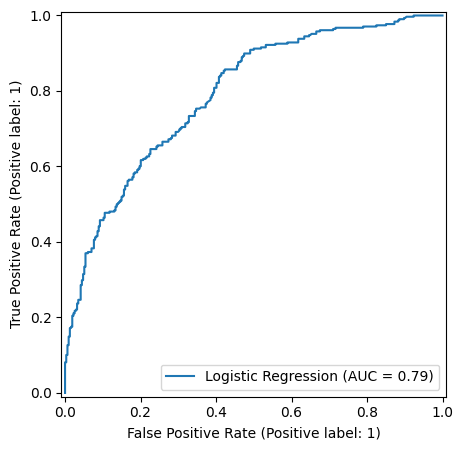 1.0
0.8
0.6
0.4
0.2
0.0
True Positive Rate (Positive label: 1)
Logistic Regression (AUC = 0.79)
0.0 0.2 0.4 0.6 0.8 1.0
False Positive Rate (Positive label: 1)